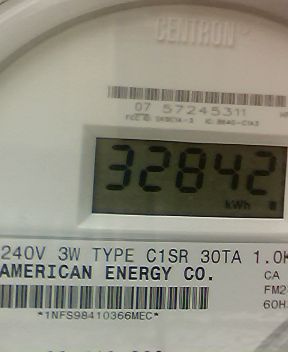 CENTRON®
07 57245311
32842
kWh
240V 3W TYPE C1SR 30TA 1.0K
AMERICAN ENERGY CO.
CA
FM2
60H
*1NFS98410366MEC*